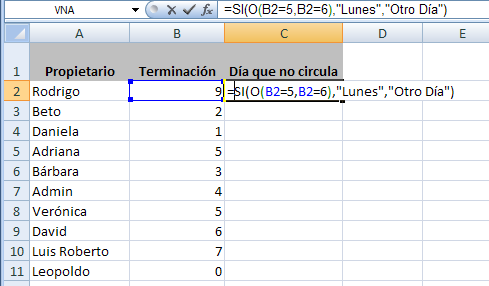 VNA fx =SI(O(B2=5,B2=6),"Lunes","Otro Día")
A B C D E
1 Propietario Terminación Día que no circula
2 Rodrigo 9 =SI(O(B2=5,B2=6),"Lunes","Otro Día")
3 Beto 2
4 Daniela 1
5 Adriana 5
6 Bárbara 3
7 Admin 4
8 Verónica 5
9 David 6
10 Luis Roberto 7
11 Leopoldo 0